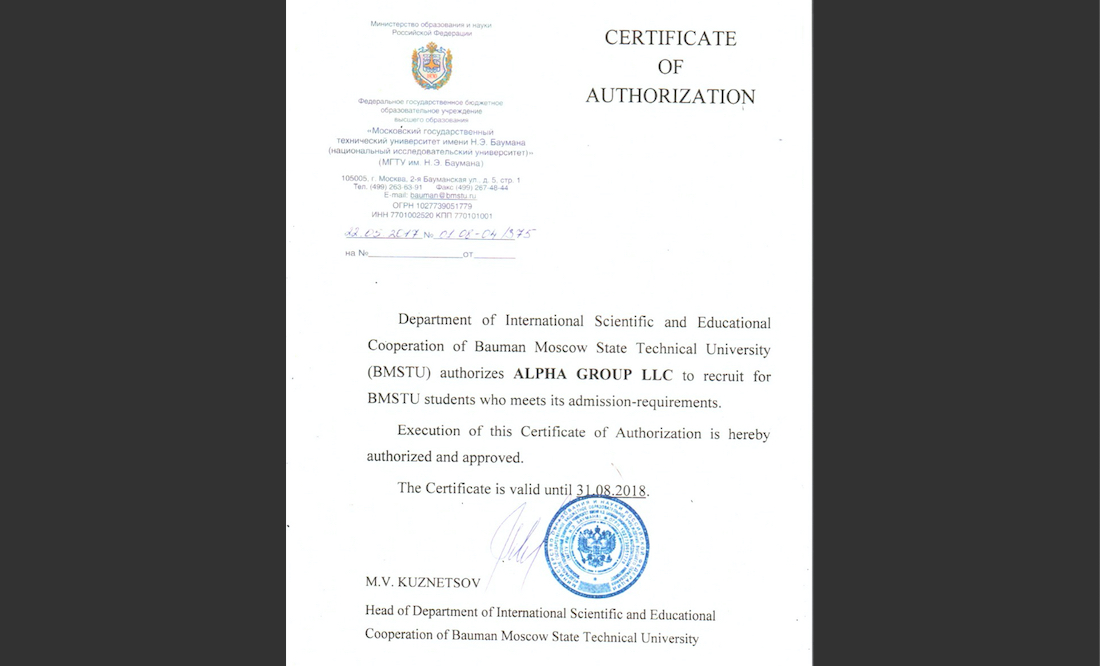 Министерство образования и науки
Российской Федерации
Федеральное государственное бюджетное
образовательное учреждение
высшего образования
«Московский государственный
технический университет имени Н.Э. Баумана
(национальный исследовательский университет)»
(МГТУ им. Н.Э. Баумана)
105005, г. Москва, 2-я Бауманская ул., д. 5, стр. 1
Тел. (499) 263-63-91 Факс (499) 267-48-44
E-mail: bauman@bmstu.ru
ОГРН 1027739051779
ИНН 7701002520 КПП 770101001
22.05.2017 № 01.08-04/375
на № от
CERTIFICATE
OF
AUTHORIZATION
Department of International Scientific and Educational
Cooperation of Bauman Moscow State Technical University
(BMSTU) authorizes ALPHA GROUP LLC to recruit for
BMSTU students who meets its admission-requirements.
Execution of this Certificate of Authorization is hereby
authorized and approved.
The Certificate is valid until 31.08.2018.
M.V. KUZNETSOV
Head of Department of International Scientific and Educational
Cooperation of Bauman Moscow State Technical University